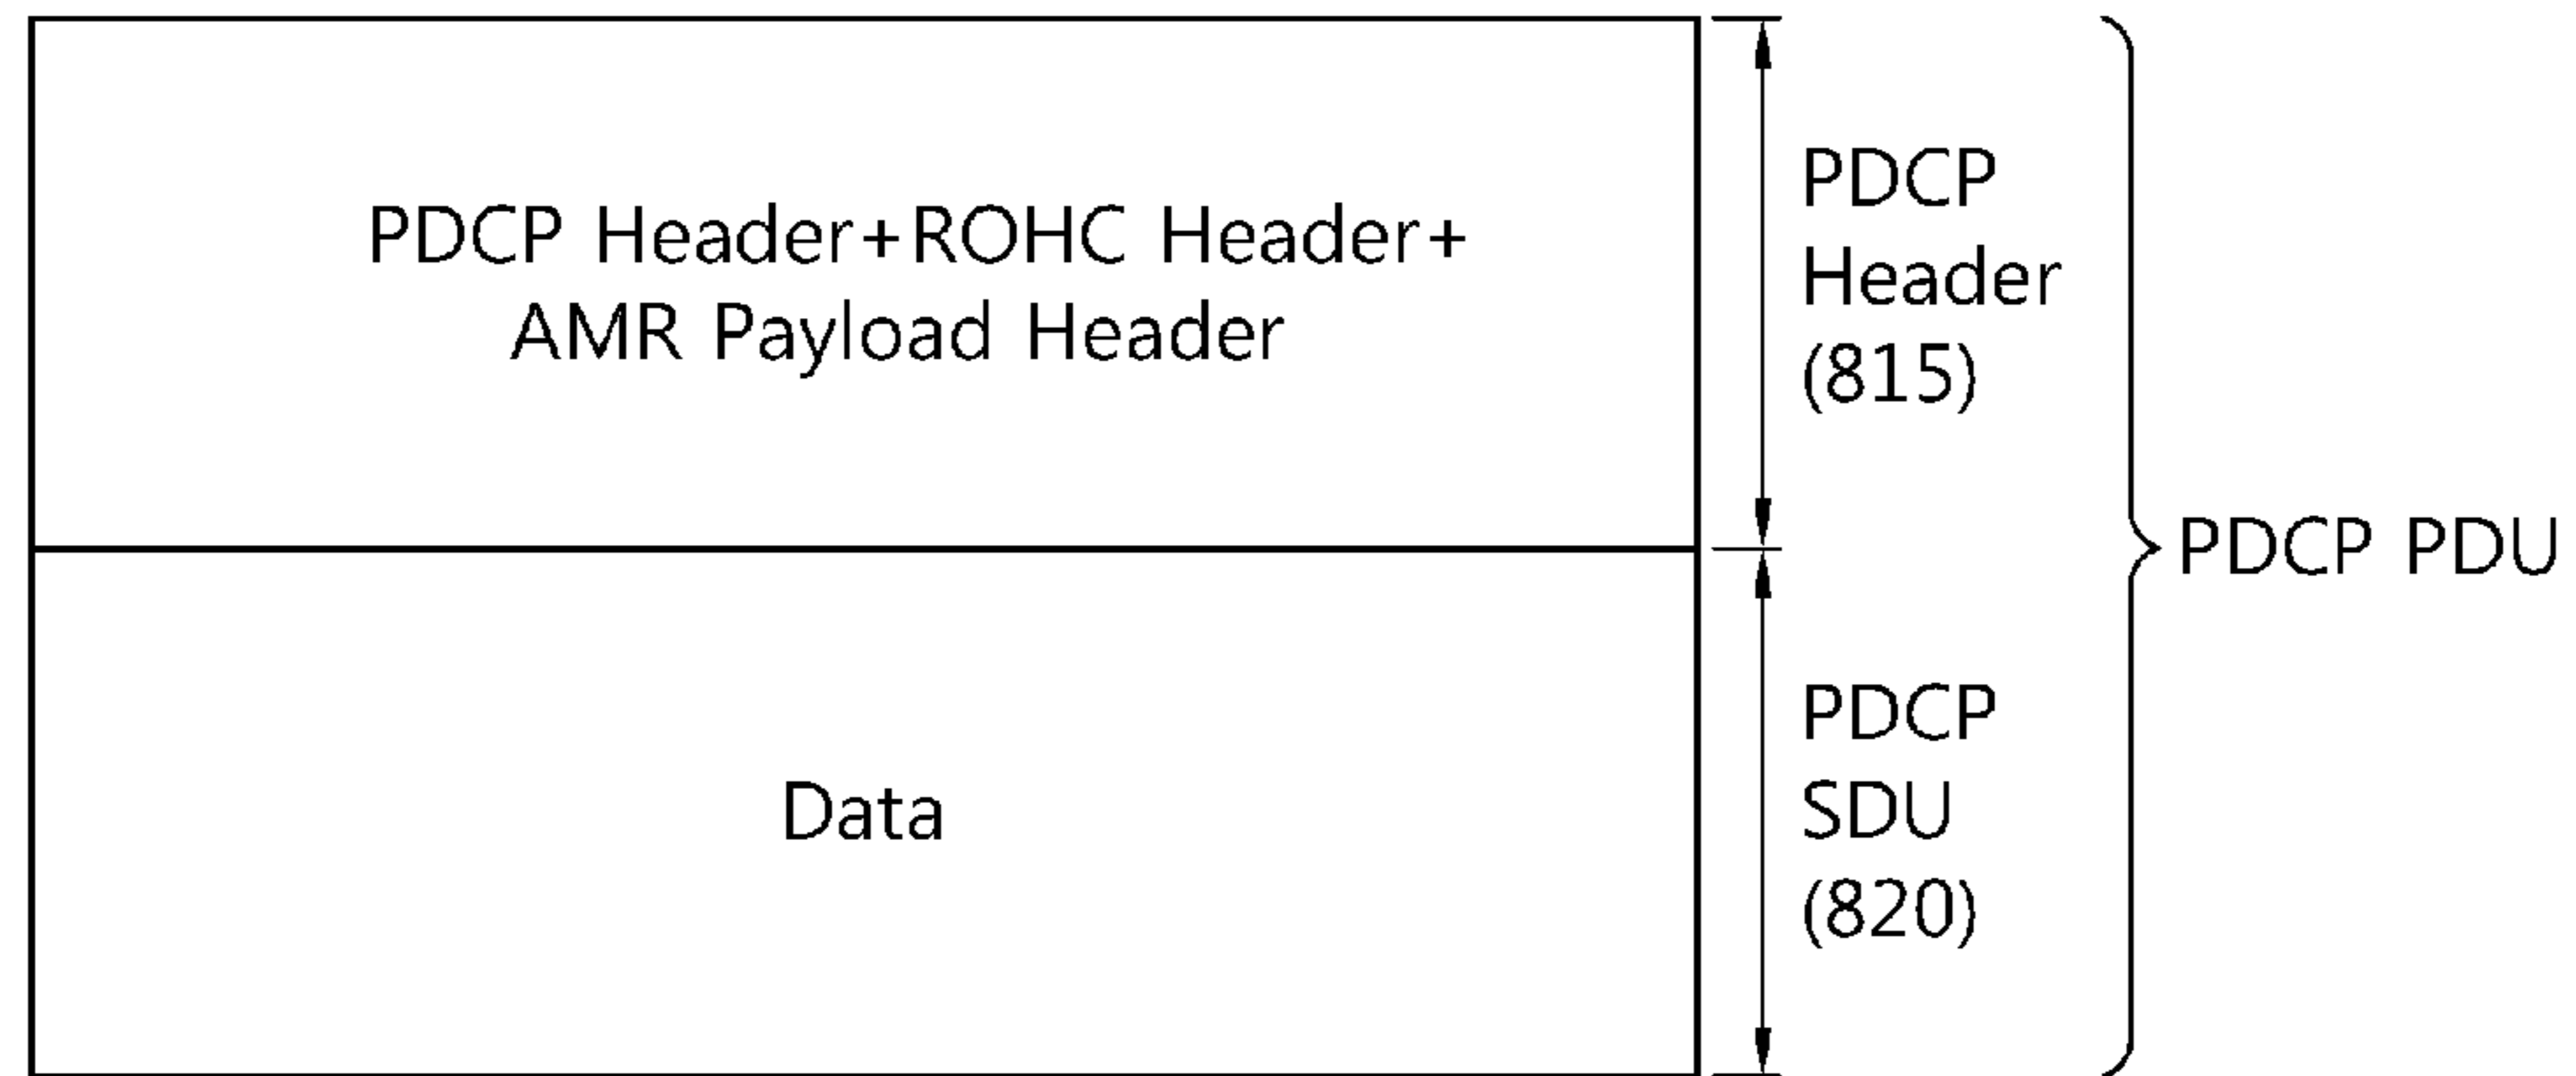 PDCP Header+ROHC Header+
AMR Payload Header
PDCP
Header
(815)
PDCP PDU
Data
PDCP
SDU
(820)